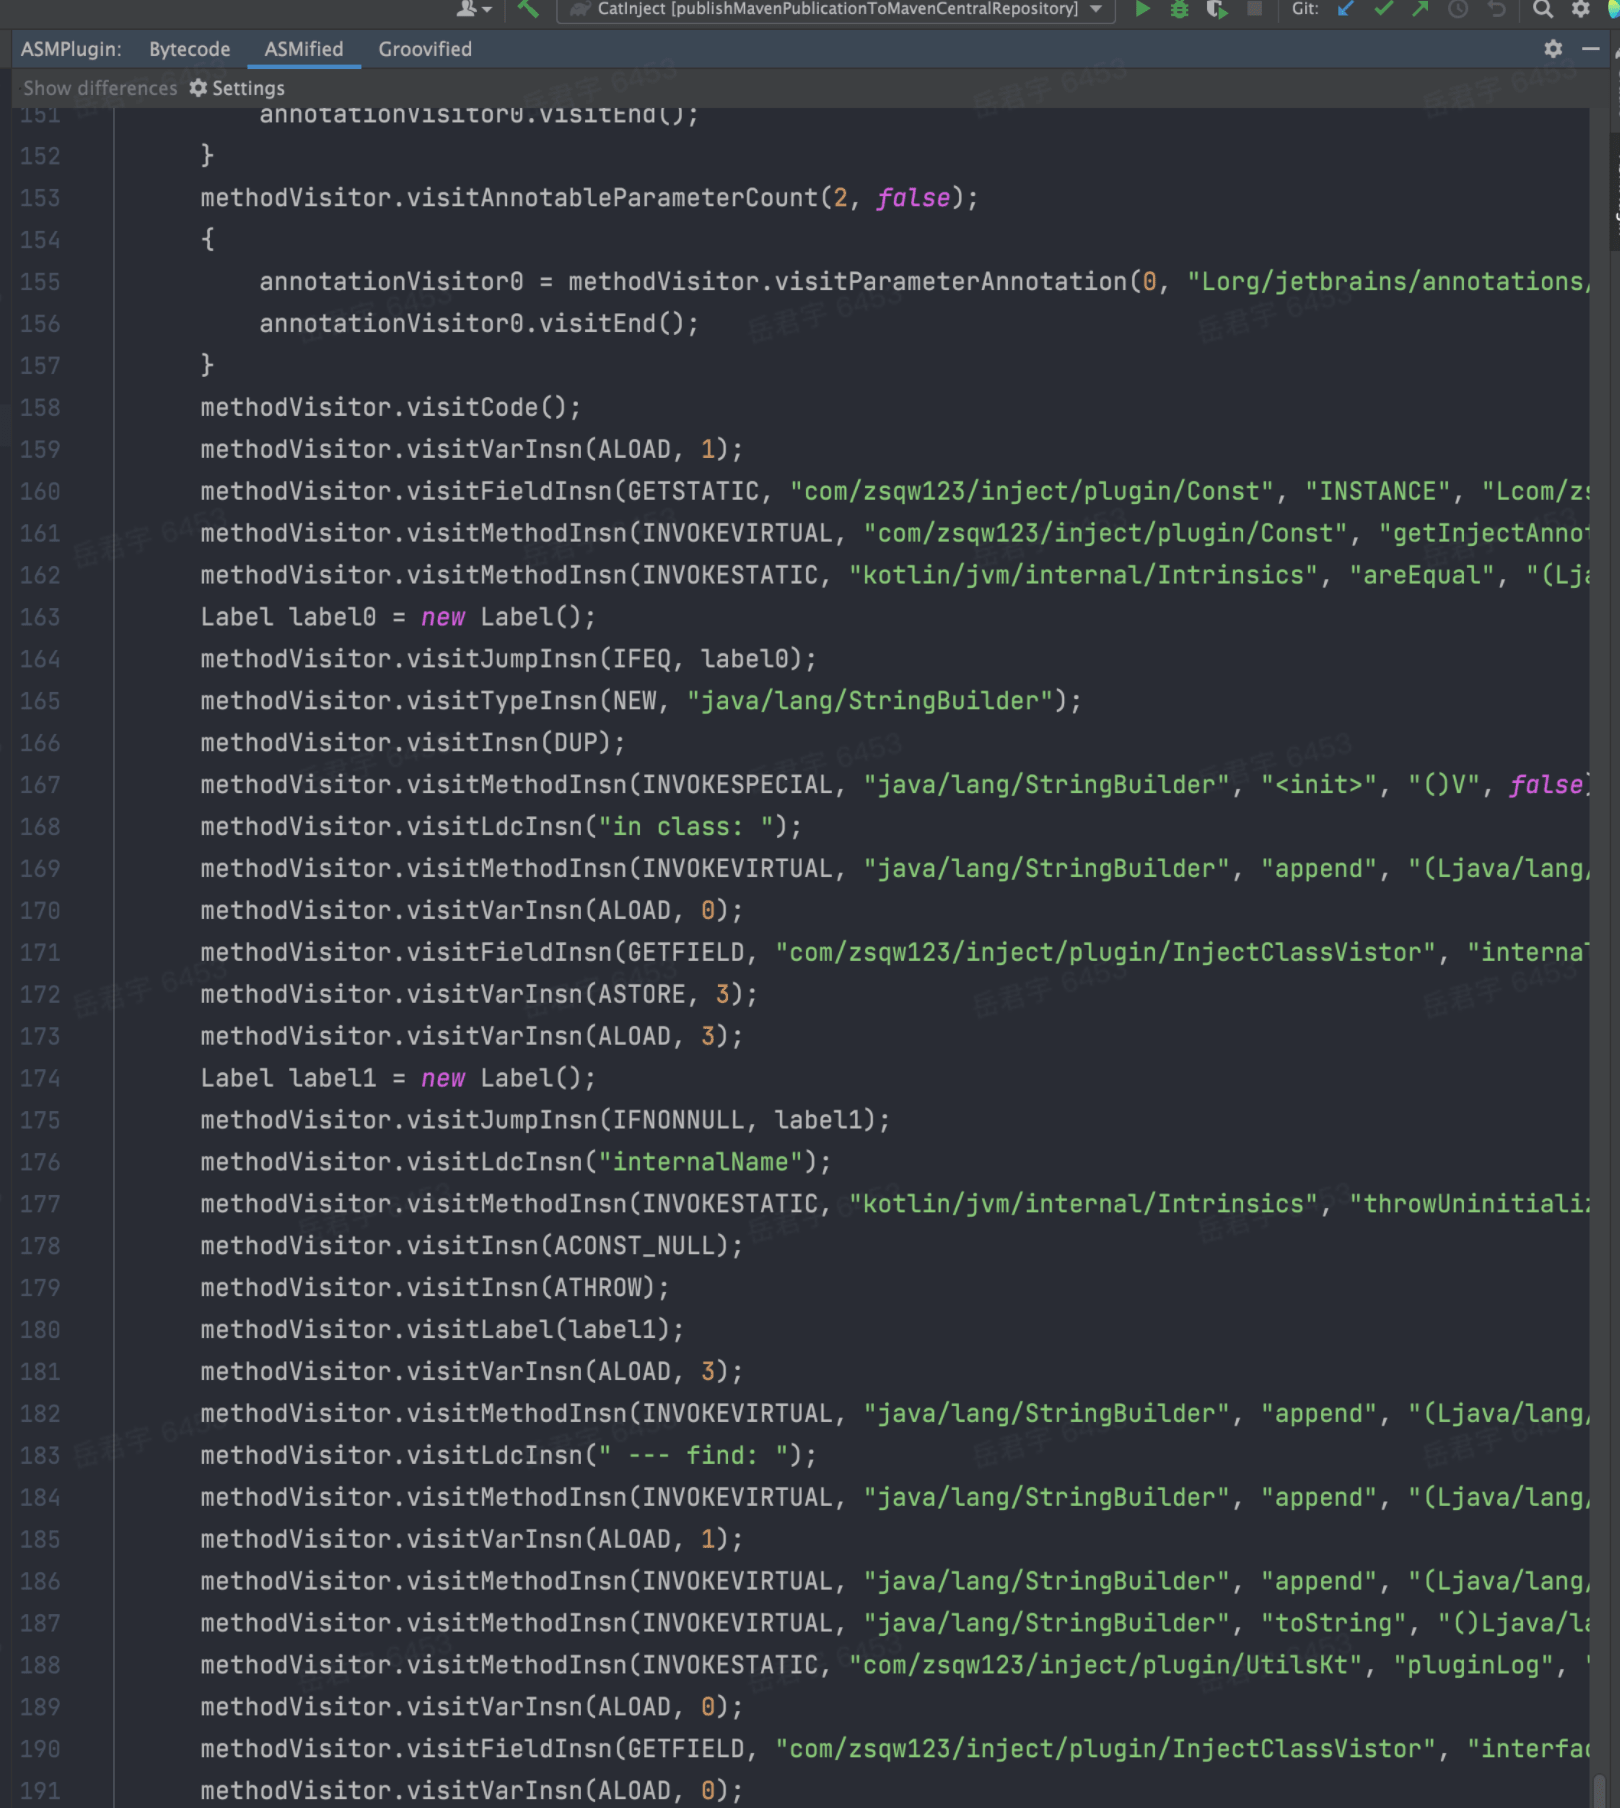 CatInject [publishMavenPublicationToMavenCentralRepository] Git:
ASMPlugin: Bytecode ASMified Groovified
Show differences Settings
151 annotationVisitor0.visitEnd();
152 }
153 methodVisitor.visitAnnotableParameterCount(2, false);
154 {
155 annotationVisitor0 = methodVisitor.visitParameterAnnotation(0, "Lorg/jetbrains/annotations/
156 annotationVisitor0.visitEnd();
157 }
158 methodVisitor.visitCode();
159 methodVisitor.visitVarInsn(ALOAD, 1);
160 methodVisitor.visitFieldInsn(GETSTATIC, "com/zsqw123/inject/plugin/Const", "INSTANCE", "Lcom/zs
161 methodVisitor.visitMethodInsn(INVOKEVIRTUAL, "com/zsqw123/inject/plugin/Const", "getInjectAnnot
162 methodVisitor.visitMethodInsn(INVOKESTATIC, "kotlin/jvm/internal/Intrinsics", "areEqual", "(Lja
163 Label label0 = new Label();
164 methodVisitor.visitJumpInsn(IFEQ, label0);
165 methodVisitor.visitTypeInsn(NEW, "java/lang/StringBuilder");
166 methodVisitor.visitInsn(DUP);
167 methodVisitor.visitMethodInsn(INVOKESPECIAL, "java/lang/StringBuilder", "<init>", "()V", false)
168 methodVisitor.visitLdcInsn("in class: ");
169 methodVisitor.visitMethodInsn(INVOKEVIRTUAL, "java/lang/StringBuilder", "append", "(Ljava/lang/
170 methodVisitor.visitVarInsn(ALOAD, 0);
171 methodVisitor.visitFieldInsn(GETFIELD, "com/zsqw123/inject/plugin/InjectClassVistor", "internal
172 methodVisitor.visitVarInsn(ASTORE, 3);
173 methodVisitor.visitVarInsn(ALOAD, 3);
174 Label label1 = new Label();
175 methodVisitor.visitJumpInsn(IFNONNULL, label1);
176 methodVisitor.visitLdcInsn("internalName");
177 methodVisitor.visitMethodInsn(INVOKESTATIC, "kotlin/jvm/internal/Intrinsics", "throwUninitializ
178 methodVisitor.visitInsn(ACONST_NULL);
179 methodVisitor.visitInsn(ATHROW);
180 methodVisitor.visitLabel(label1);
181 methodVisitor.visitVarInsn(ALOAD, 3);
182 methodVisitor.visitMethodInsn(INVOKEVIRTUAL, "java/lang/StringBuilder", "append", "(Ljava/lang/
183 methodVisitor.visitLdcInsn(" --- find: ");
184 methodVisitor.visitMethodInsn(INVOKEVIRTUAL, "java/lang/StringBuilder", "append", "(Ljava/lang/
185 methodVisitor.visitVarInsn(ALOAD, 1);
186 methodVisitor.visitMethodInsn(INVOKEVIRTUAL, "java/lang/StringBuilder", "append", "(Ljava/lang/
187 methodVisitor.visitMethodInsn(INVOKEVIRTUAL, "java/lang/StringBuilder", "toString", "()Ljava/la
188 methodVisitor.visitMethodInsn(INVOKESTATIC, "com/zsqw123/inject/plugin/UtilsKt", "pluginLog", "
189 methodVisitor.visitVarInsn(ALOAD, 0);
190 methodVisitor.visitFieldInsn(GETFIELD, "com/zsqw123/inject/plugin/InjectClassVistor", "interfac
191 methodVisitor.visitVarInsn(ALOAD, 0);
岳君宇 6453